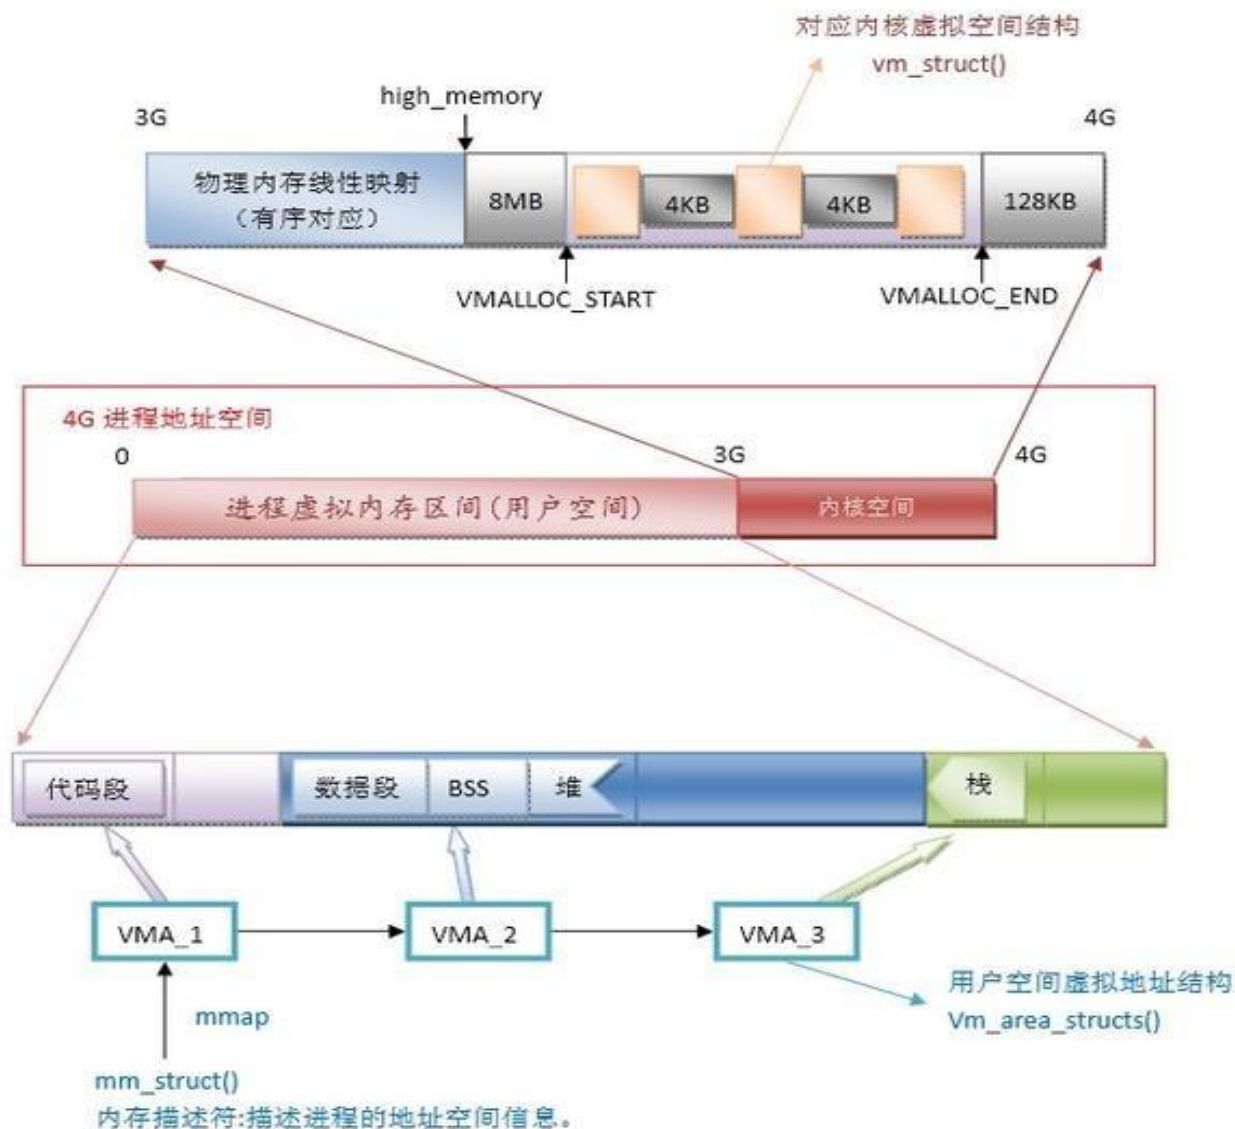 对应内核虚拟空间结构
vm_struct()
high_memory
3G
4G
物理内存线性映射
（有序对应）
8MB
4KB
4KB
128KB
VMALLOC_START
VMALLOC_END
4G 进程地址空间
0
3G
4G
进程虚拟内存区间(用户空间)
内核空间
代码段
数据段
BSS
堆
栈
VMA_1
VMA_2
VMA_3
用户空间虚拟地址结构
Vm_area_structs()
mmap
mm_struct()
内存描述符:描述进程的地址空间信息。